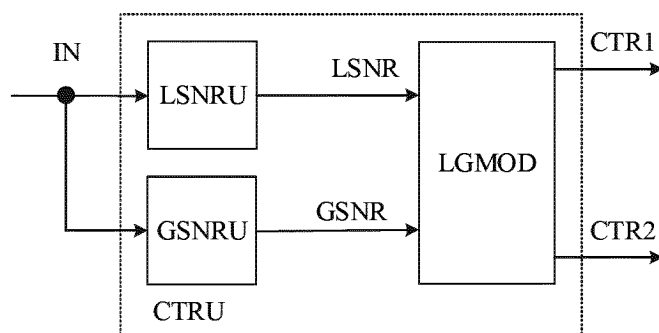 IN
LSNRU
LSNR
LGMOD
CTR1
GSNRU
GSNR
CTR2
CTRU